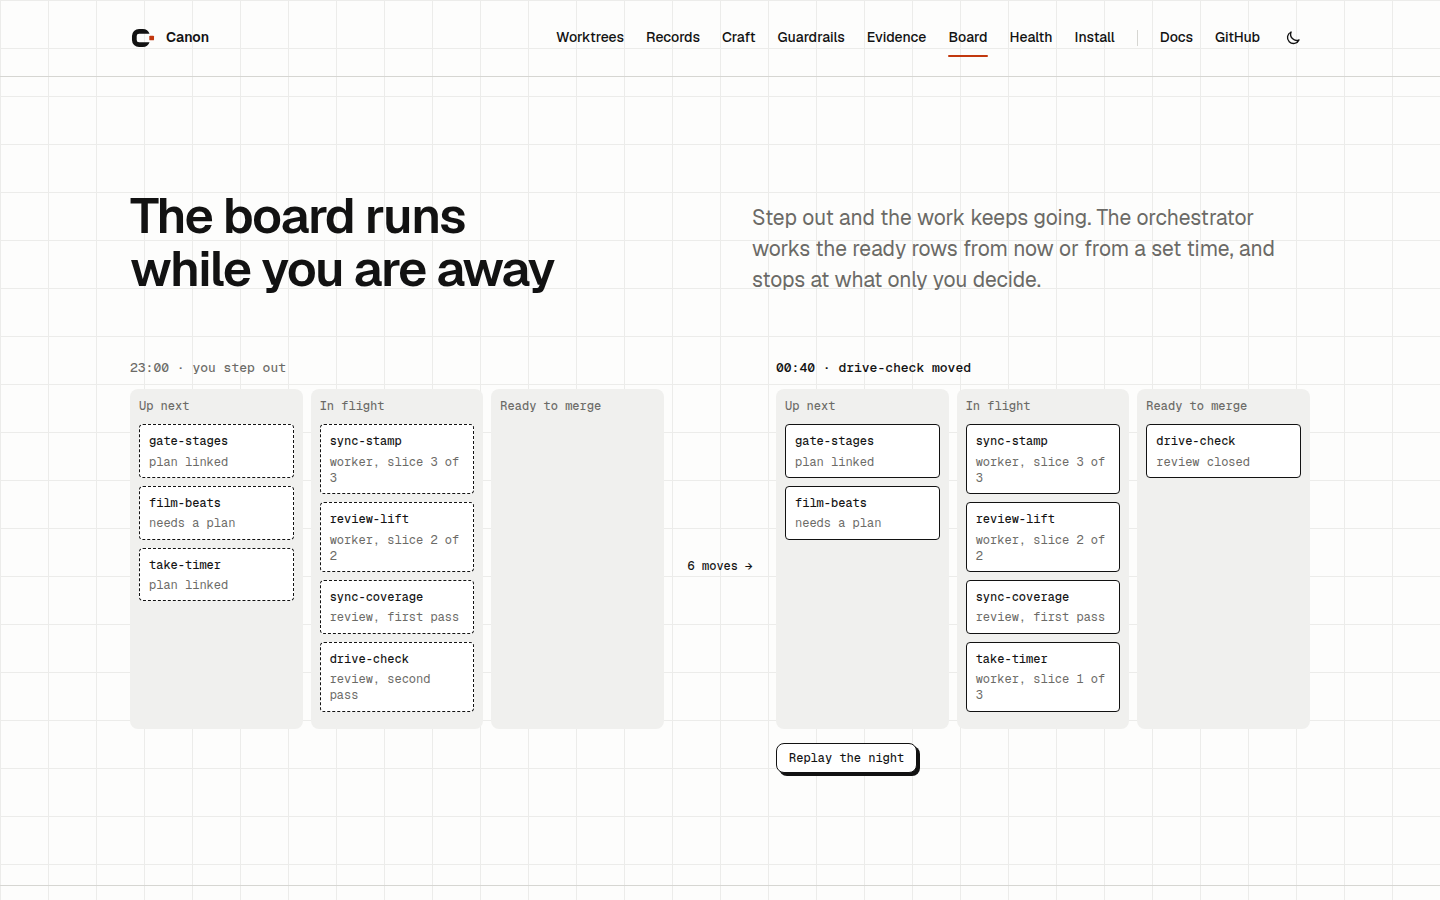 Canon
Worktrees Records Craft Guardrails Evidence Board Health Install Docs GitHub
The board runs
while you are away
Step out and the work keeps going. The orchestrator
works the ready rows from now or from a set time, and
stops at what only you decide.
23:00 · you step out
Up next
gate-stages
plan linked
film-beats
needs a plan
take-timer
plan linked
In flight
sync-stamp
worker, slice 3 of
3
review-lift
worker, slice 2 of
2
sync-coverage
review, first pass
drive-check
review, second
pass
Ready to merge
6 moves →
00:40 · drive-check moved
Up next
gate-stages
plan linked
film-beats
needs a plan
In flight
sync-stamp
worker, slice 3 of
3
review-lift
worker, slice 2 of
2
sync-coverage
review, first pass
take-timer
worker, slice 1 of
3
Ready to merge
drive-check
review closed
Replay the night